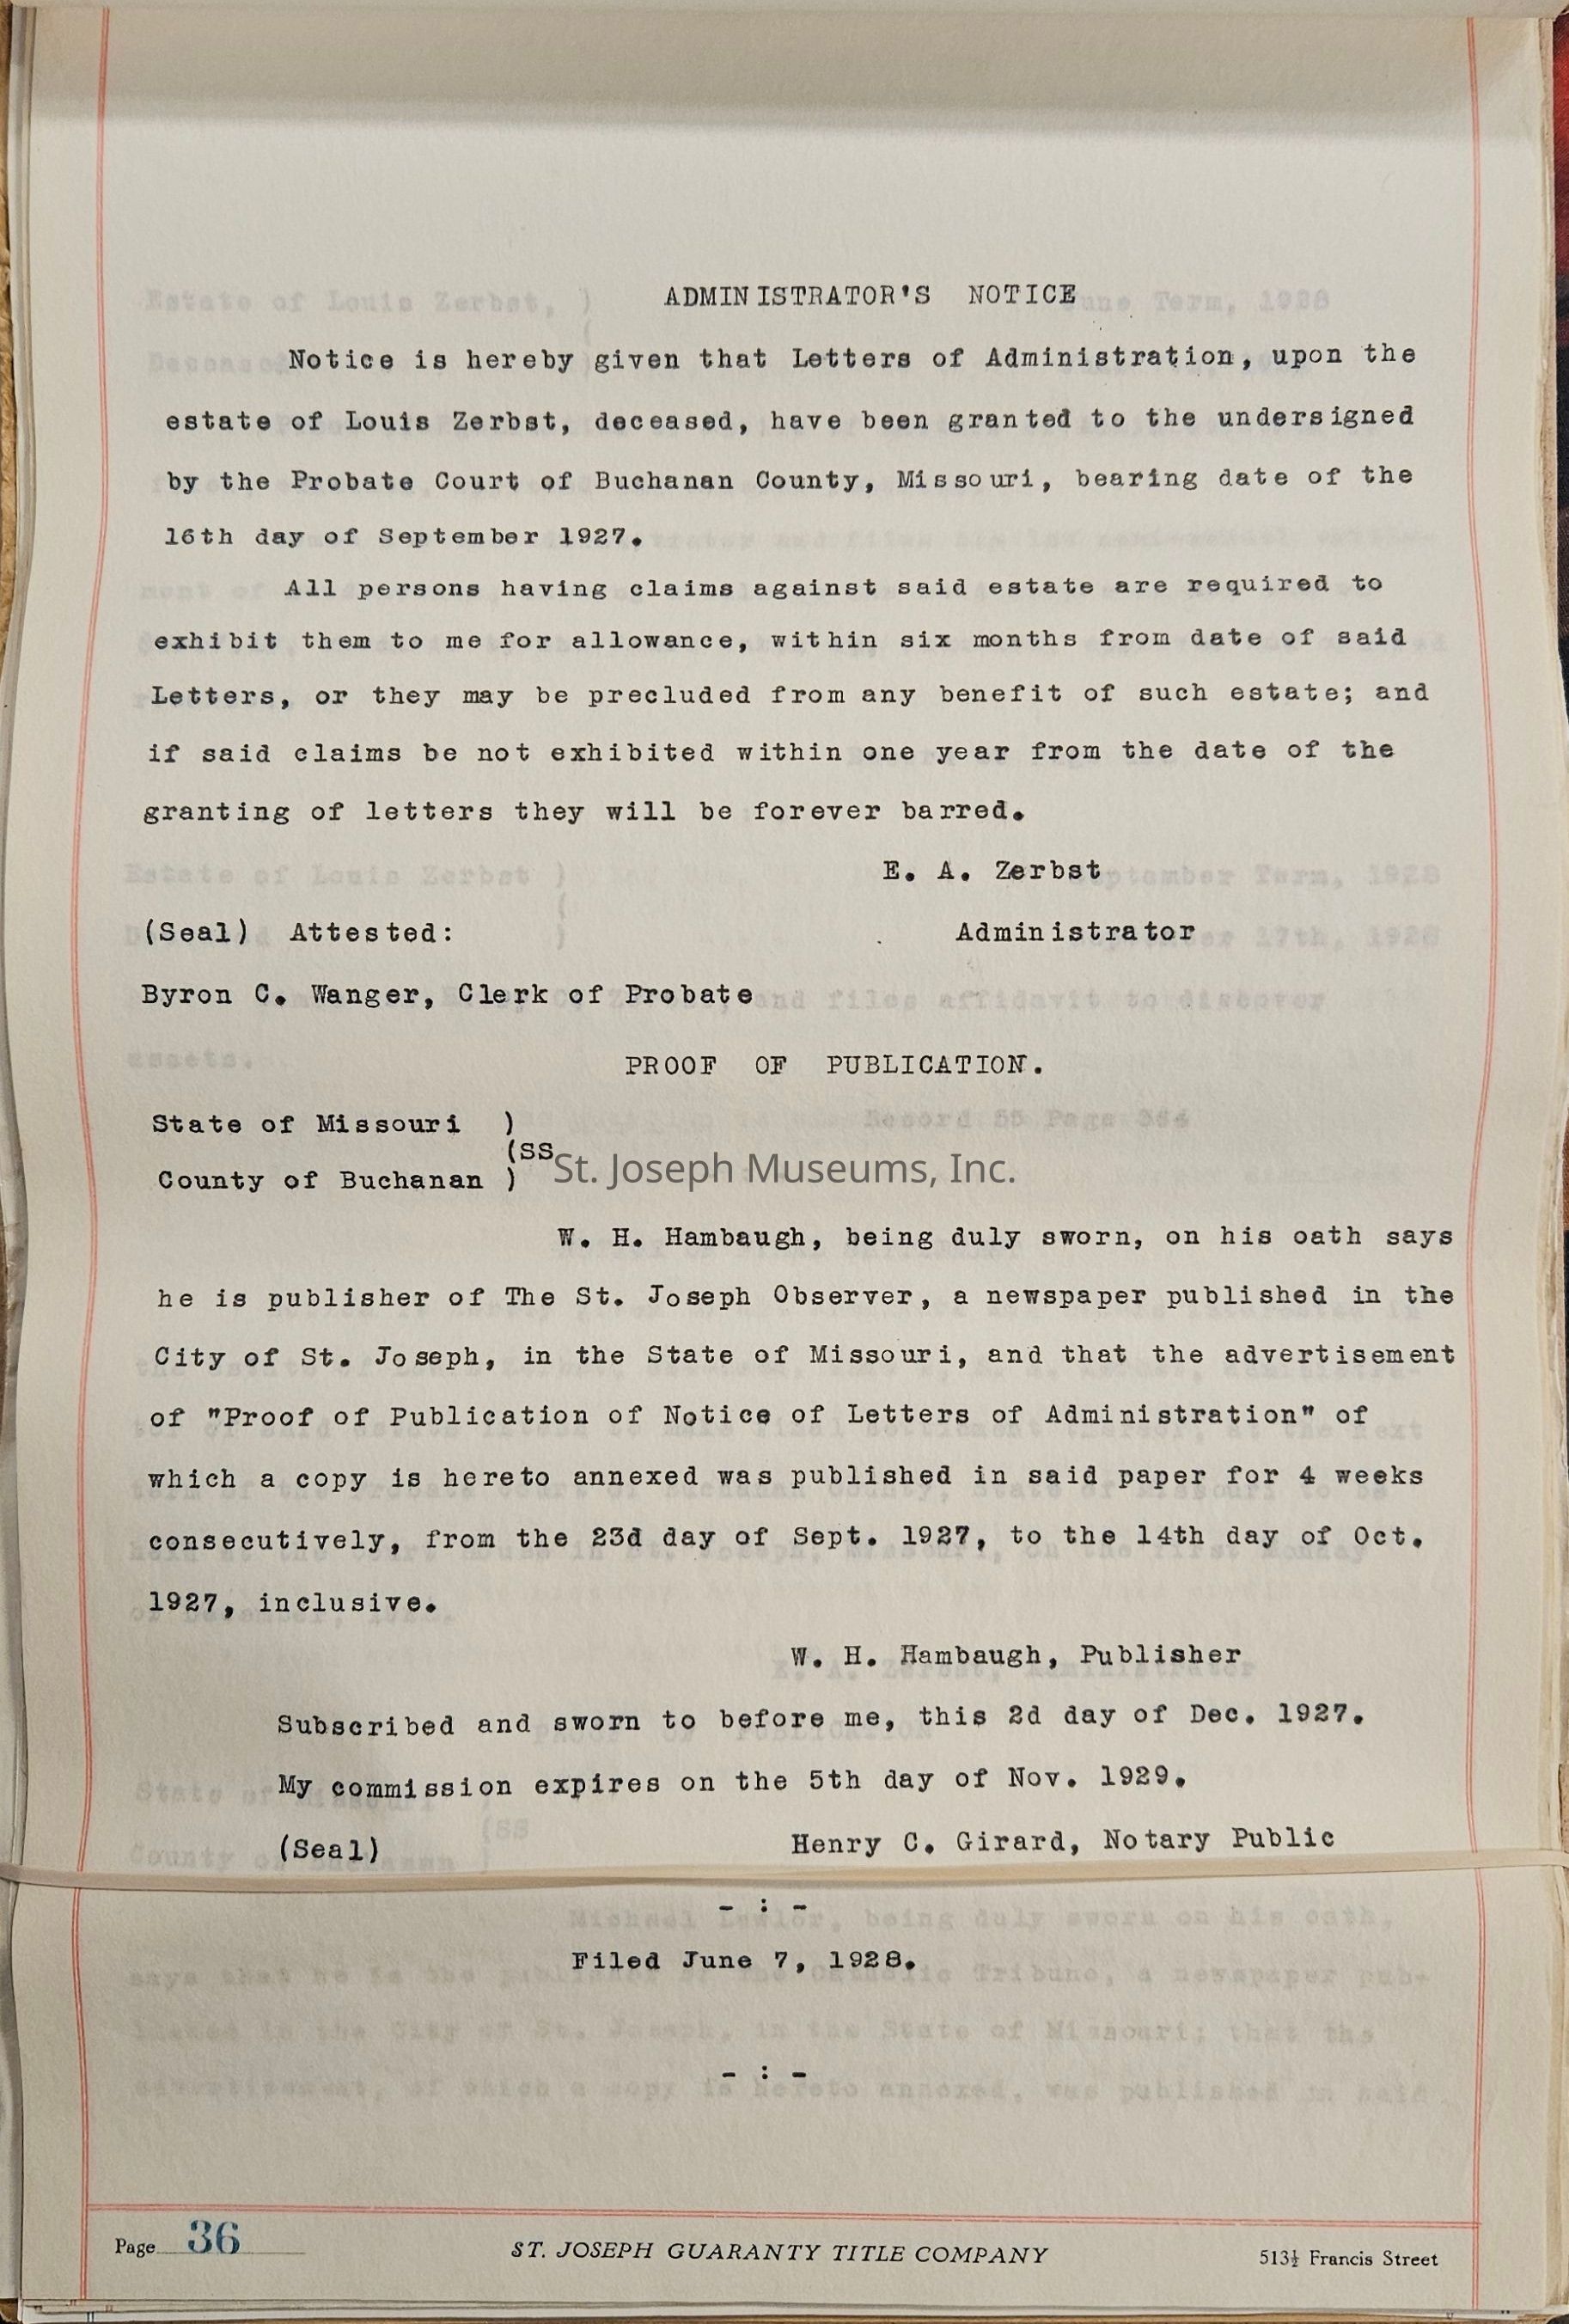 ADMINISTRATOR'S NOTICE
Notice is hereby given that Letters of Administration, upon the
estate of Louis Zerbst, deceased, have been granted to the undersigned
by the Probate Court of Buchanan County, Missouri, bearing date of the
16th day of September 1927.
All persons having claims against said estate are required to
exhibit them to me for allowance, within six months from date of said
Letters, or they may be precluded from any benefit of such estate; and
if said claims be not exhibited within one year from the date of the
granting of letters they will be forever barred.
E. A. Zerbst
(Seal) Attested: Administrator
Byron C. Wanger, Clerk of Probate
PROOF OF PUBLICATION.
State of Missouri )
(SS
County of Buchanan )
St. Joseph Museums, Inc.
W. H. Hambaugh, being duly sworn, on his oath says
he is publisher of The St. Joseph Observer, a newspaper published in the
City of St. Joseph, in the State of Missouri, and that the advertisement
of "Proof of Publication of Notice of Letters of Administration" of
which a copy is hereto annexed was published in said paper for 4 weeks
consecutively, from the 23d day of Sept. 1927, to the 14th day of Oct.
1927, inclusive.
W. H. Hambaugh, Publisher
Subscribed and sworn to before me, this 2d day of Dec. 1927.
My commission expires on the 5th day of Nov. 1929.
(Seal) Henry C. Girard, Notary Public
- : -
Filed June 7, 1928.
- : -
Page 36 ST. JOSEPH GUARANTY TITLE COMPANY 513½ Francis Street